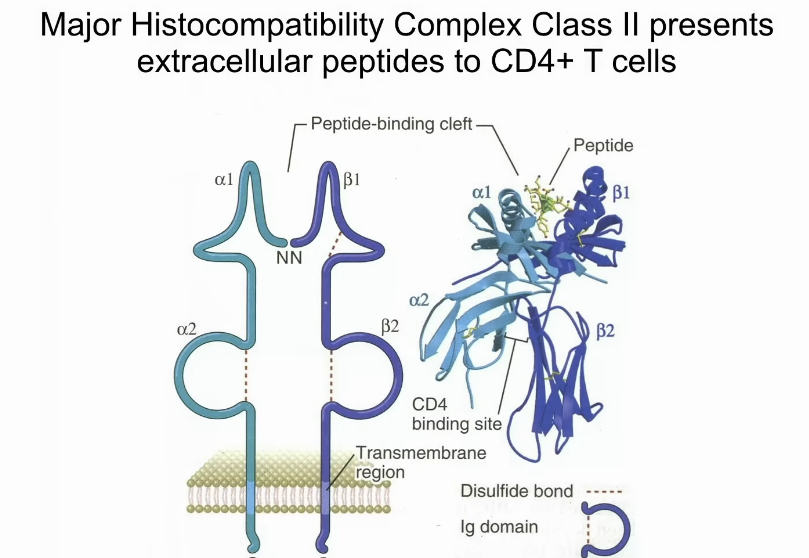 Major Histocompatibility Complex Class II presents
extracellular peptides to CD4+ T cells
Peptide-binding cleft
Peptide
α1
β1
α1
β1
NN
α2
β2
α2
β2
CD4
binding site
Transmembrane
region
Disulfide bond
Ig domain